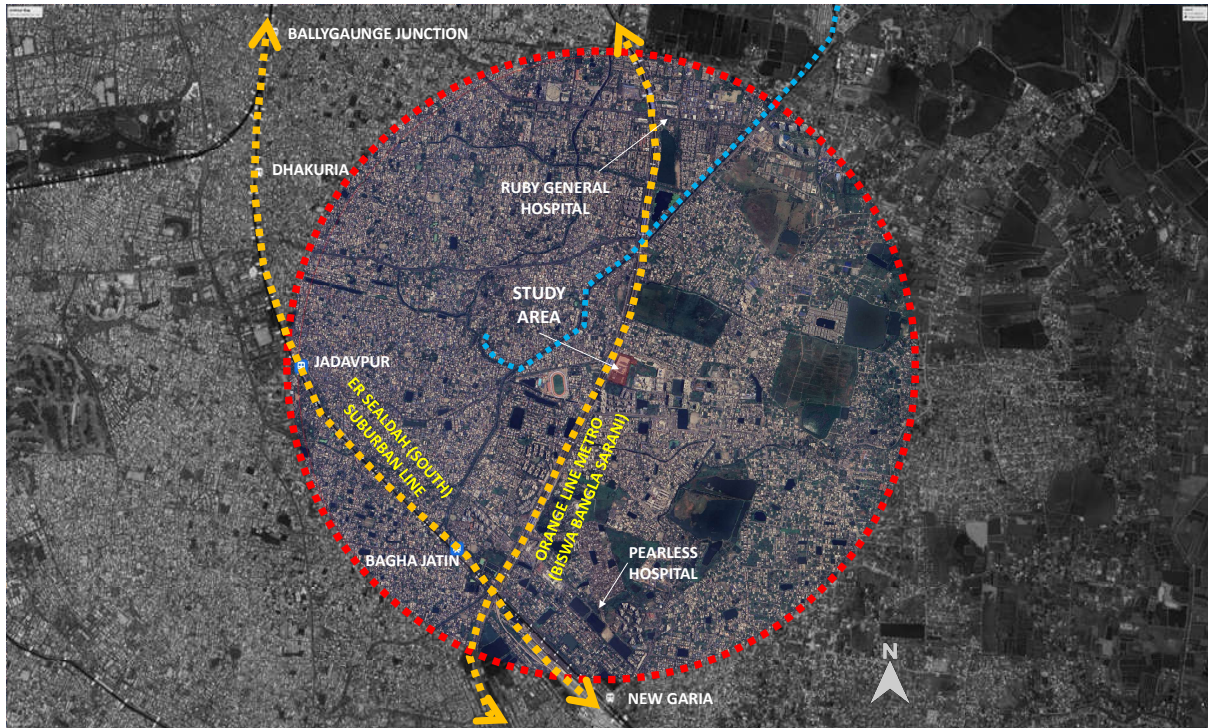 BALLYGAUNGE JUNCTION
DHAKURIA
RUBY GENERAL
HOSPITAL
STUDY
AREA
JADAVPUR
ER SEALDAH (SOUTH)
SUBURBAN LINE
ORANGE LINE METRO
(BISWA BANGLA SARANI)
BAGHA JATIN
PEARLESS
HOSPITAL
N
NEW GARIA